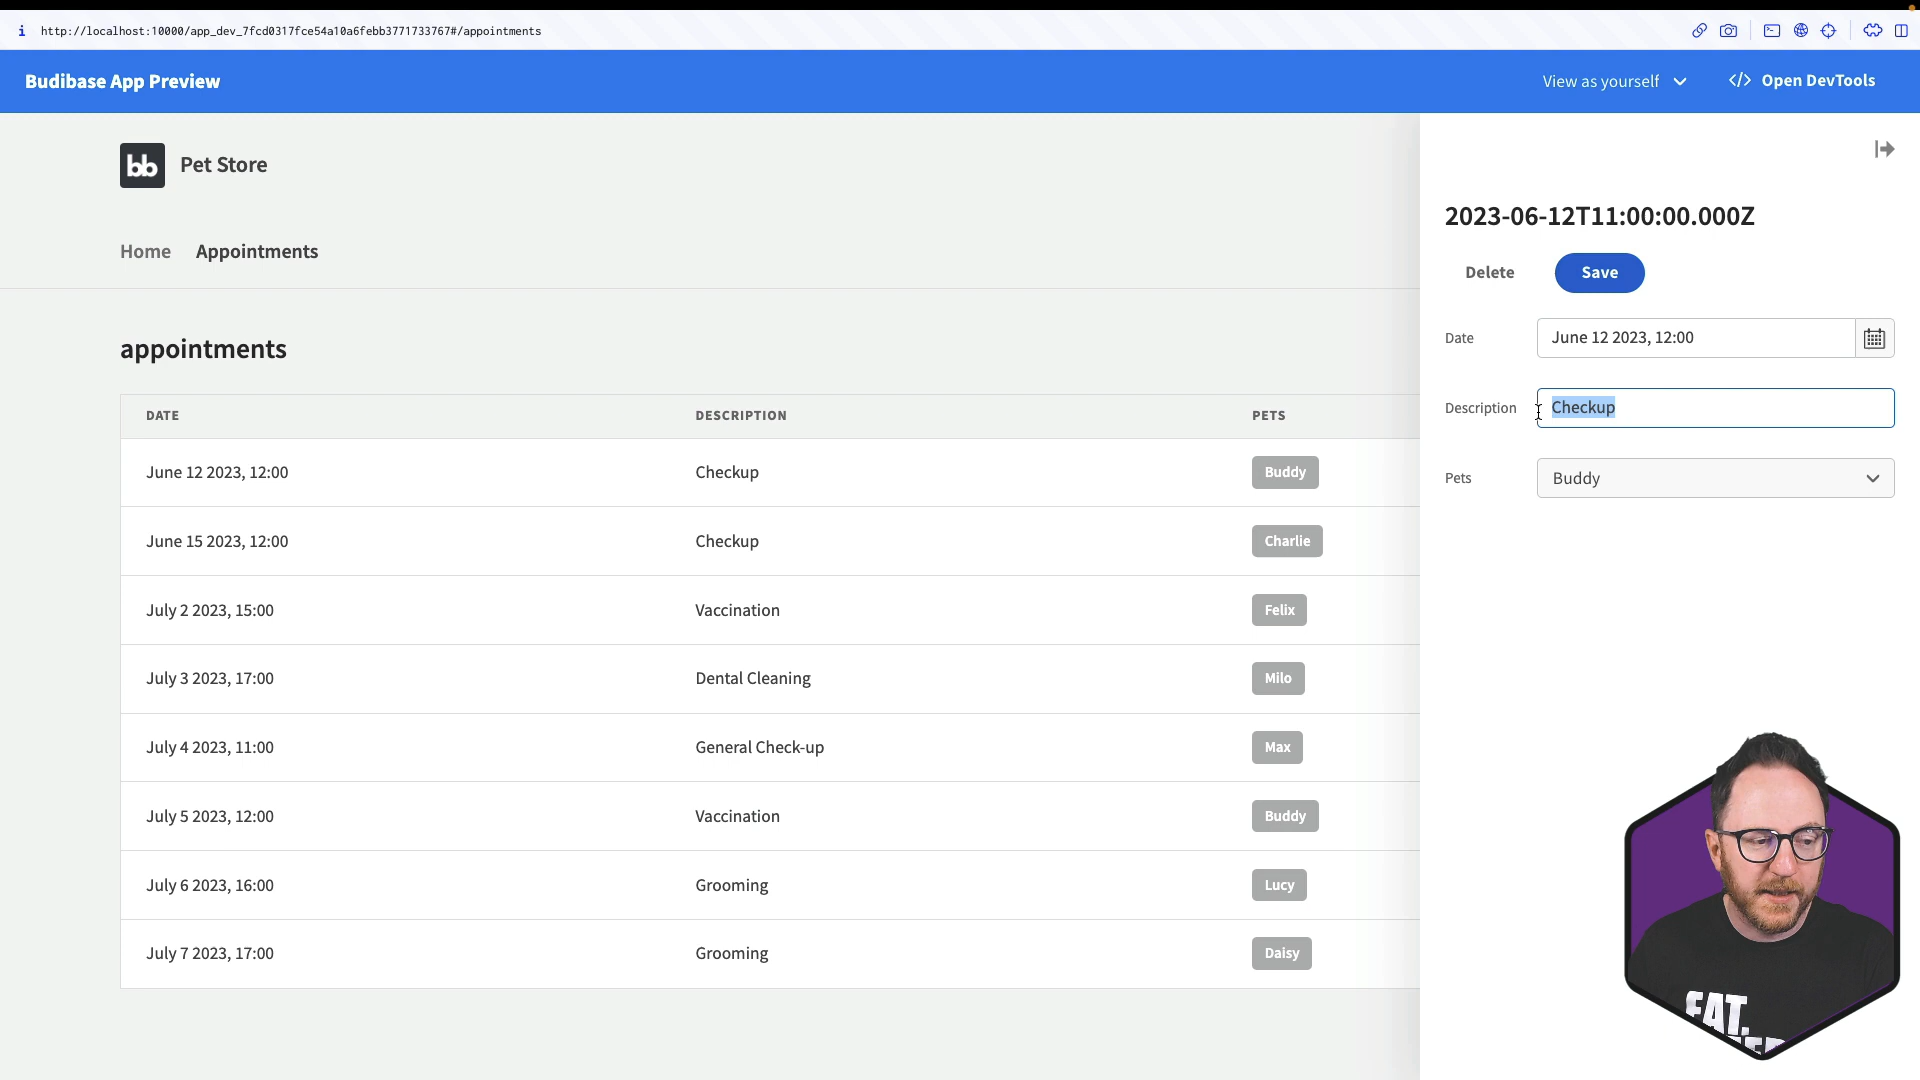 i http://localhost:10000/app_dev_7fcd0317fce54a10a6febb3771733767#/appointments
Budibase App Preview
View as yourself
</> Open DevTools
bb Pet Store
Home Appointments
appointments
DATE DESCRIPTION PETS
June 12 2023, 12:00 Checkup Buddy
June 15 2023, 12:00 Checkup Charlie
July 2 2023, 15:00 Vaccination Felix
July 3 2023, 17:00 Dental Cleaning Milo
July 4 2023, 11:00 General Check-up Max
July 5 2023, 12:00 Vaccination Buddy
July 6 2023, 16:00 Grooming Lucy
July 7 2023, 17:00 Grooming Daisy
2023-06-12T11:00:00.000Z
Delete Save
Date June 12 2023, 12:00
Description Checkup
Pets Buddy
EAT.